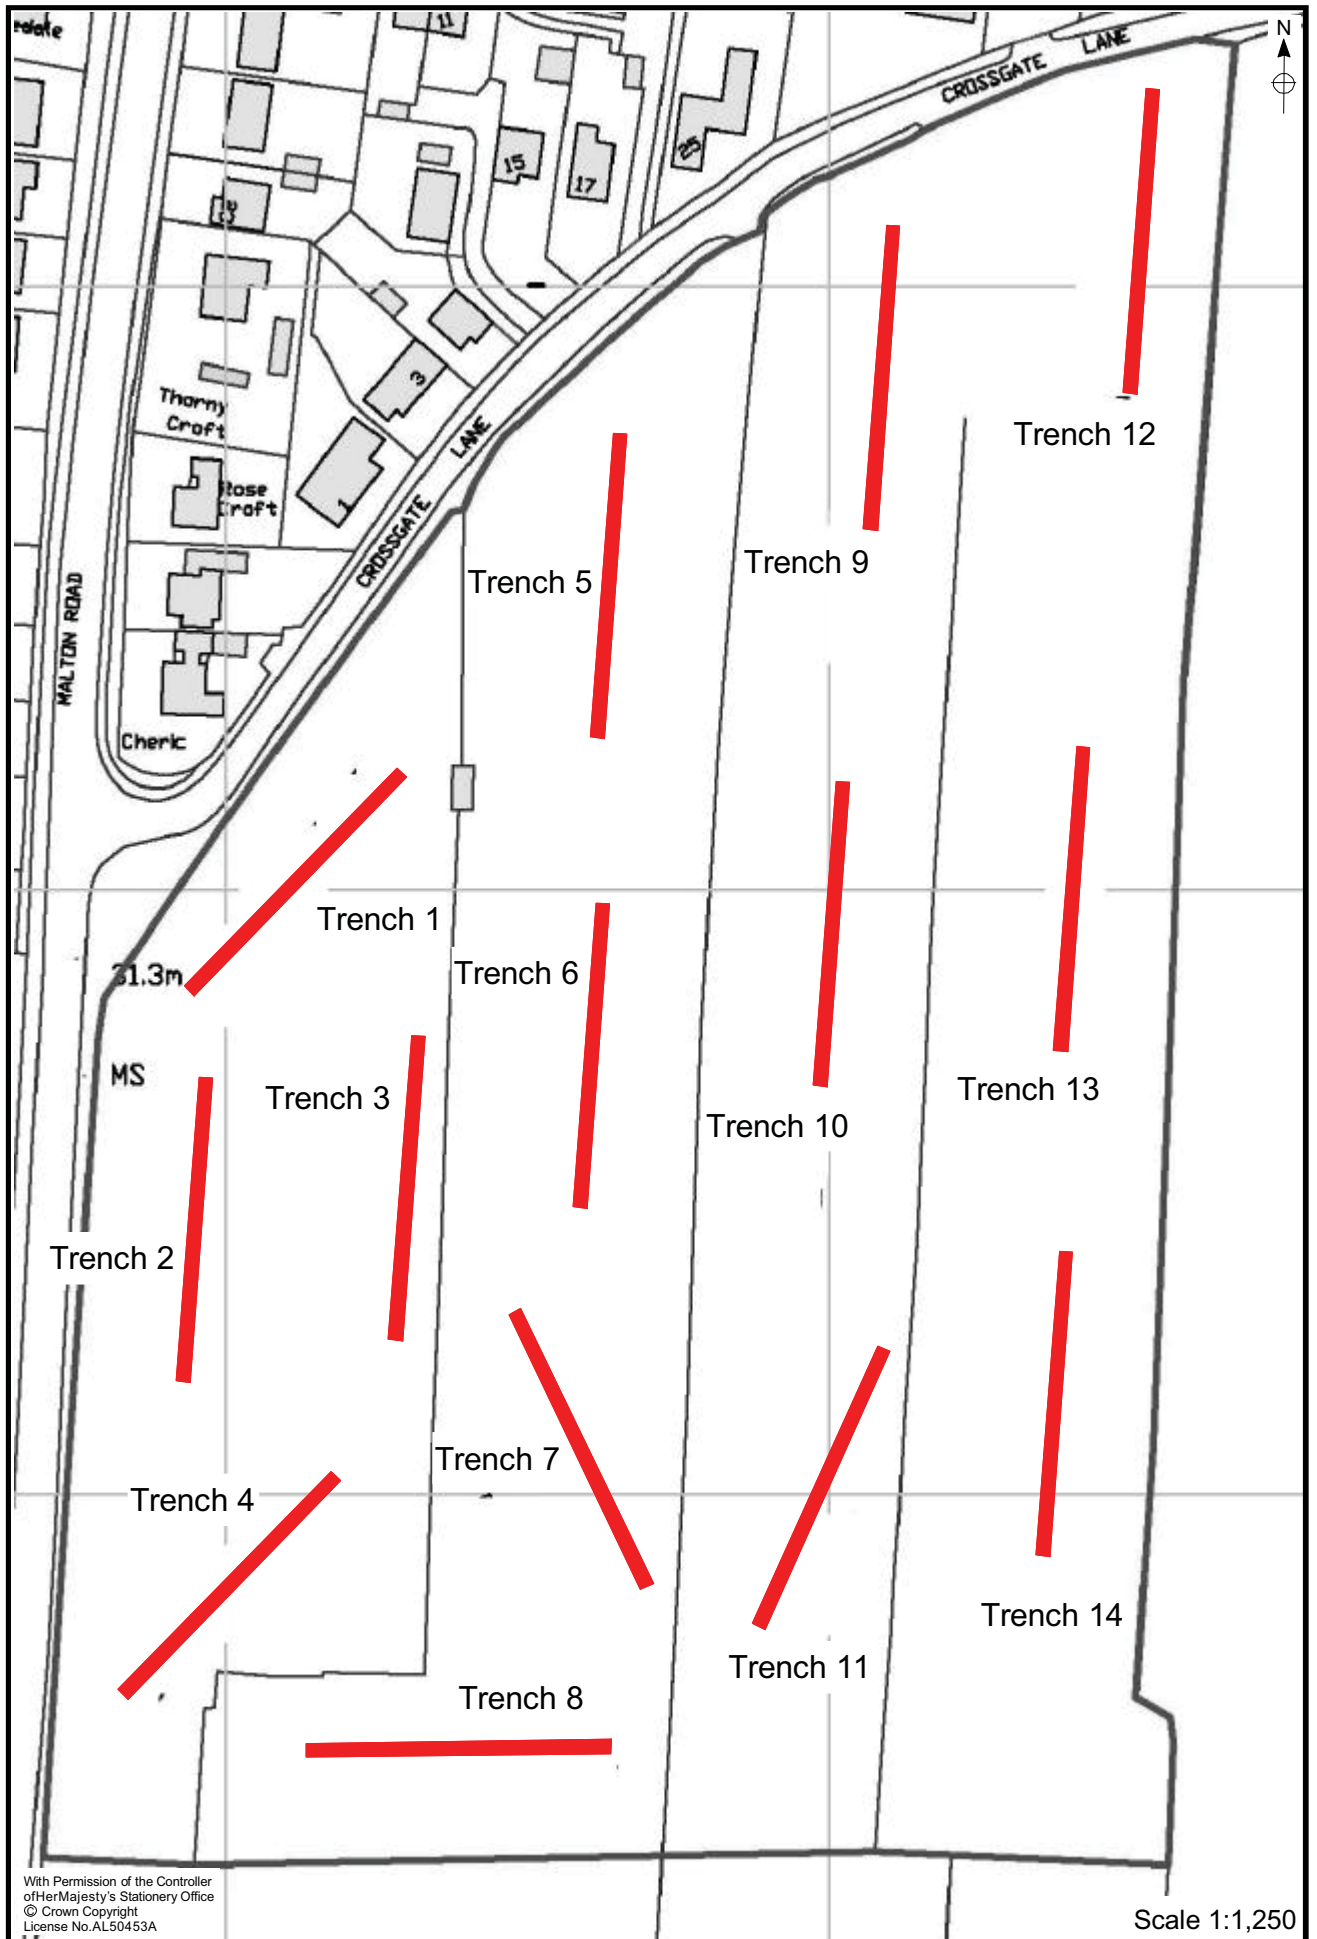 11
N
CROSSGATE LANE
25
15
17
Thorny
Croft
3
LANE
Trench 12
Rose
Croft
1
CROSSGATE
Trench 9
Trench 5
MALTON ROAD
Trench 1
31.3m
Trench 6
MS
Trench 3
Trench 13
Trench 10
Trench 2
Trench 7
Trench 4
Trench 14
Trench 11
Trench 8
With Permission of the Controller
ofHerMajesty's Stationery Office
© Crown Copyright
License No.AL50453A
Scale 1:1,250